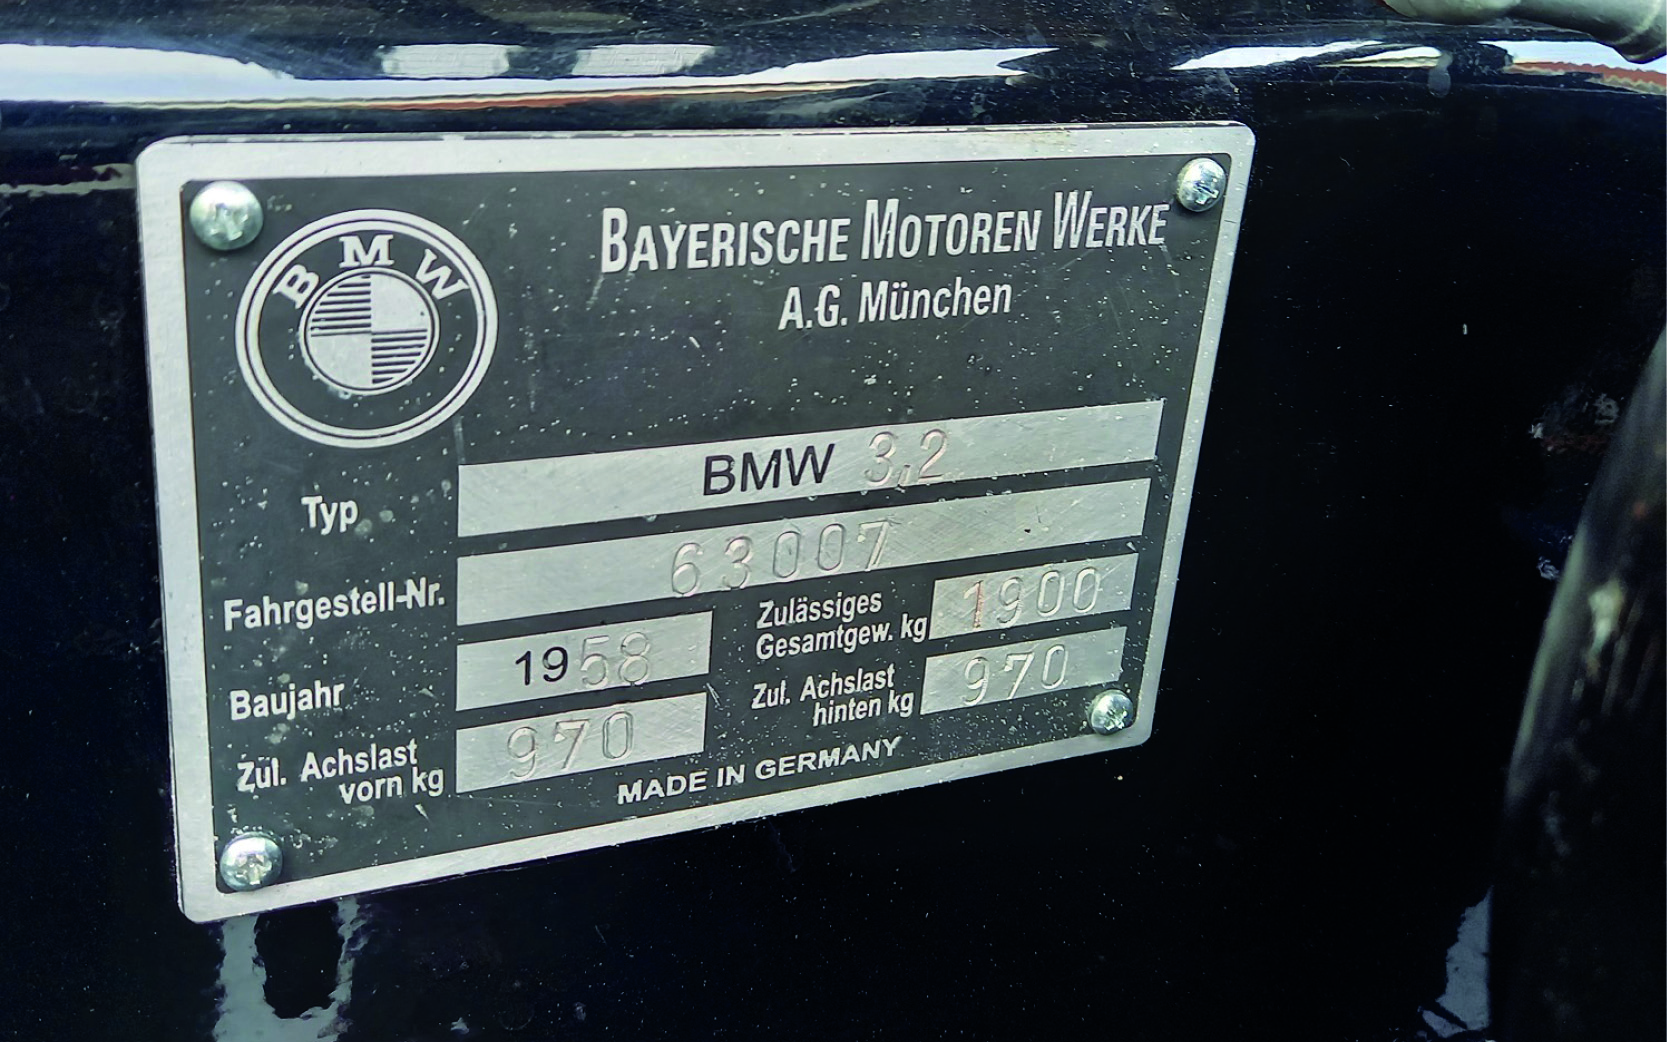 BMW
BAYERISCHE MOTOREN WERKE
A.G. München
Typ BMW 3,2
Fahrgestell-Nr. 63007
Baujahr 1958
Zulässiges
Gesamtgew. kg 1900
Zul. Achslast
vorn kg 970
Zul. Achslast
hinten kg 970
MADE IN GERMANY